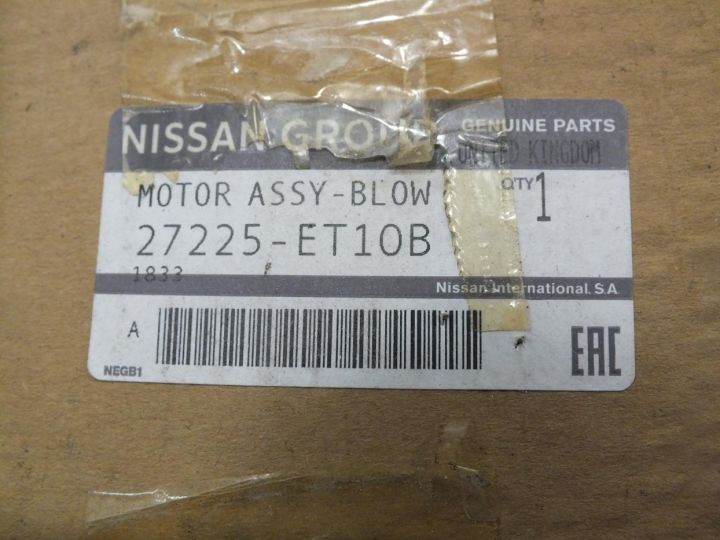 NISSAN GROUP
GENUINE PARTS
UNITED KINGDOM
MOTOR ASSY-BLOW
QTY 1
27225-ET10B
1833
Nissan International. S.A.
A
EAC
NEGB1